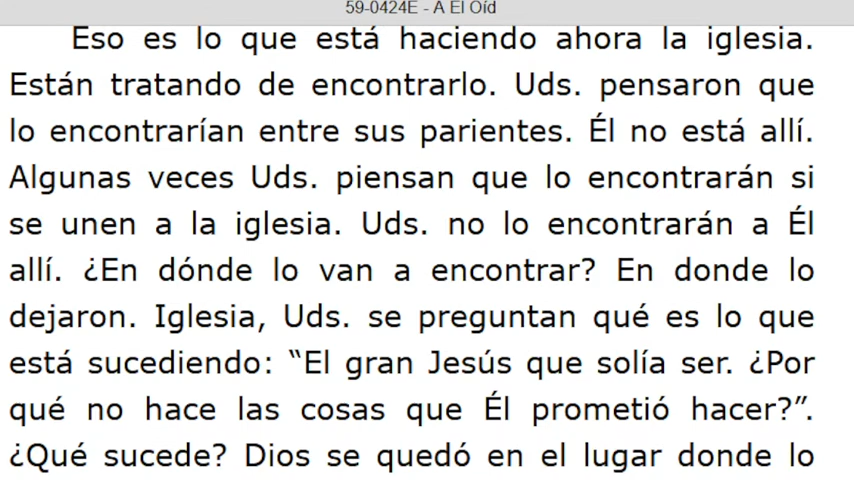 59-0424E - A Él Oíd
Eso es lo que está haciendo ahora la iglesia.
Están tratando de encontrarlo. Uds. pensaron que
lo encontrarían entre sus parientes. Él no está allí.
Algunas veces Uds. piensan que lo encontrarán si
se unen a la iglesia. Uds. no lo encontrarán a Él
allí. ¿En dónde lo van a encontrar? En donde lo
dejaron. Iglesia, Uds. se preguntan qué es lo que
está sucediendo: “El gran Jesús que solía ser. ¿Por
qué no hace las cosas que Él prometió hacer?”.
¿Qué sucede? Dios se quedó en el lugar donde lo